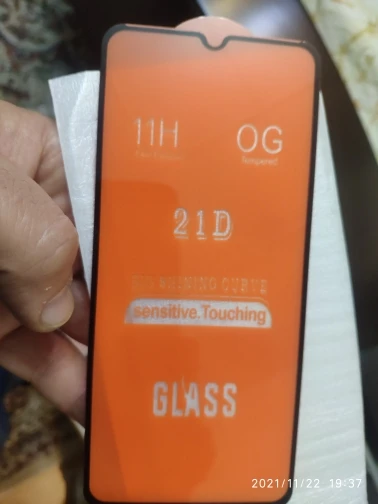 11H
OG
Tempered
21D
sensitive.Touching
GLASS
2021/11/22 19:37